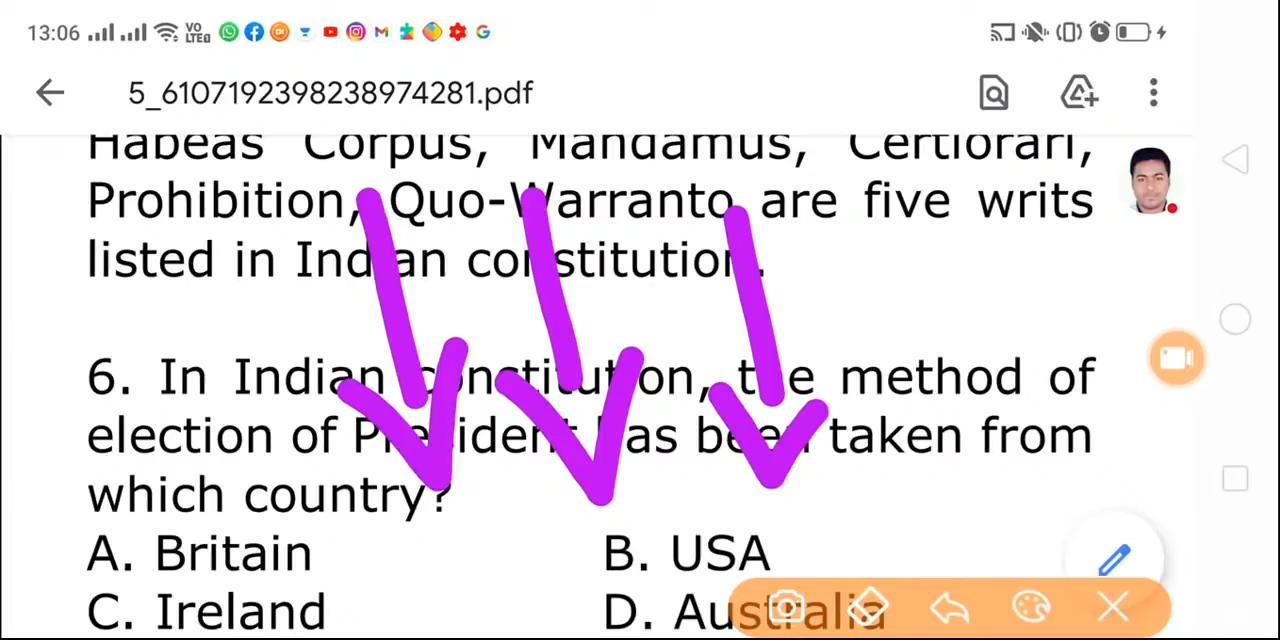 13:06 VO LTE
5_6107192398238974281.pdf
Habeas Corpus, Mandamus, Certiorari,
Prohibition, Quo-Warranto are five writs
listed in Indian constitution.
6. In Indian constitution, the method of
election of President has been taken from
which country?
A. Britain B. USA
C. Ireland D. Australia